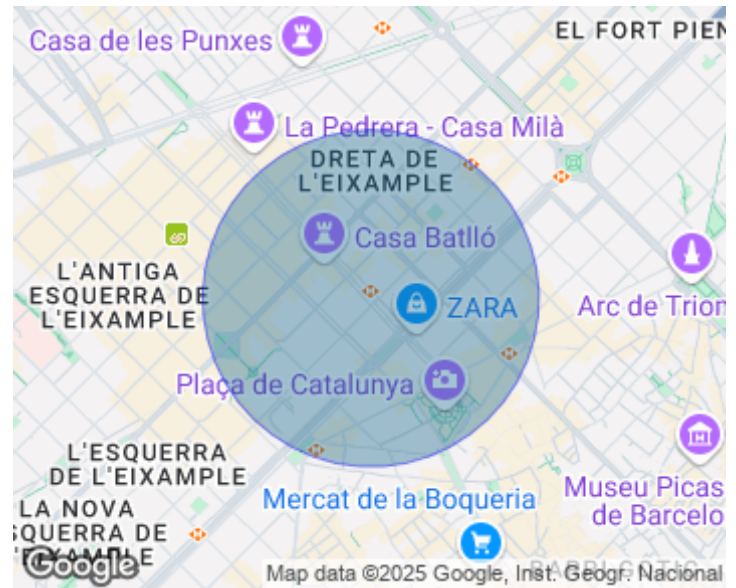 Casa de les Punxes
EL FORT PIEN
La Pedrera - Casa Milà
DRETA DE
L'EIXAMPLE
Casa Batlló
L'ANTIGA
ESQUERRA DE
L'EIXAMPLE
ZARA
Arc de Trion
Plaça de Catalunya
L'ESQUERRA
DE L'EIXAMPLE
Mercat de la Boqueria
Museu Picas
de Barcelo
LA NOVA
SQUERRA DE
Google
BARRI GÒTIC
Map data ©2025 Google, Inst. Geogr. Nacional